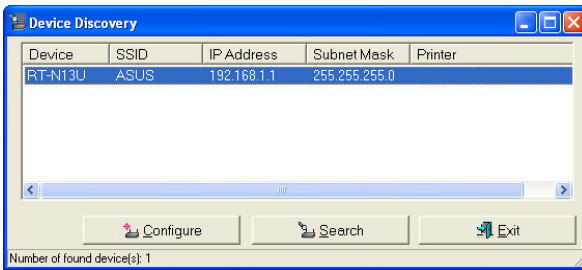 Device Discovery
Device SSID IP Address Subnet Mask Printer
RT-N13U ASUS 192.168.1.1 255.255.255.0
Configure Search Exit
Number of found device(s): 1